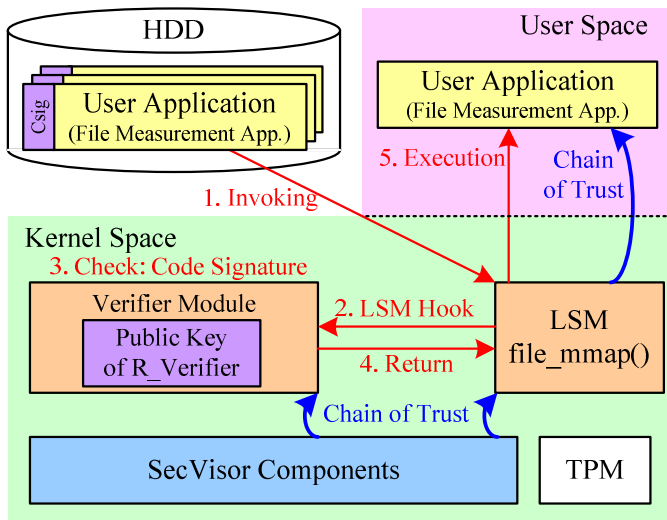 HDD
User Space
Csig
User Application
(File Measurement App.)
User Application
(File Measurement App.)
5. Execution
Chain
of Trust
1. Invoking
Kernel Space
3. Check: Code Signature
Verifier Module
Public Key
of R_Verifier
2. LSM Hook
4. Return
LSM
file_mmap()
Chain of Trust
SecVisor Components
TPM